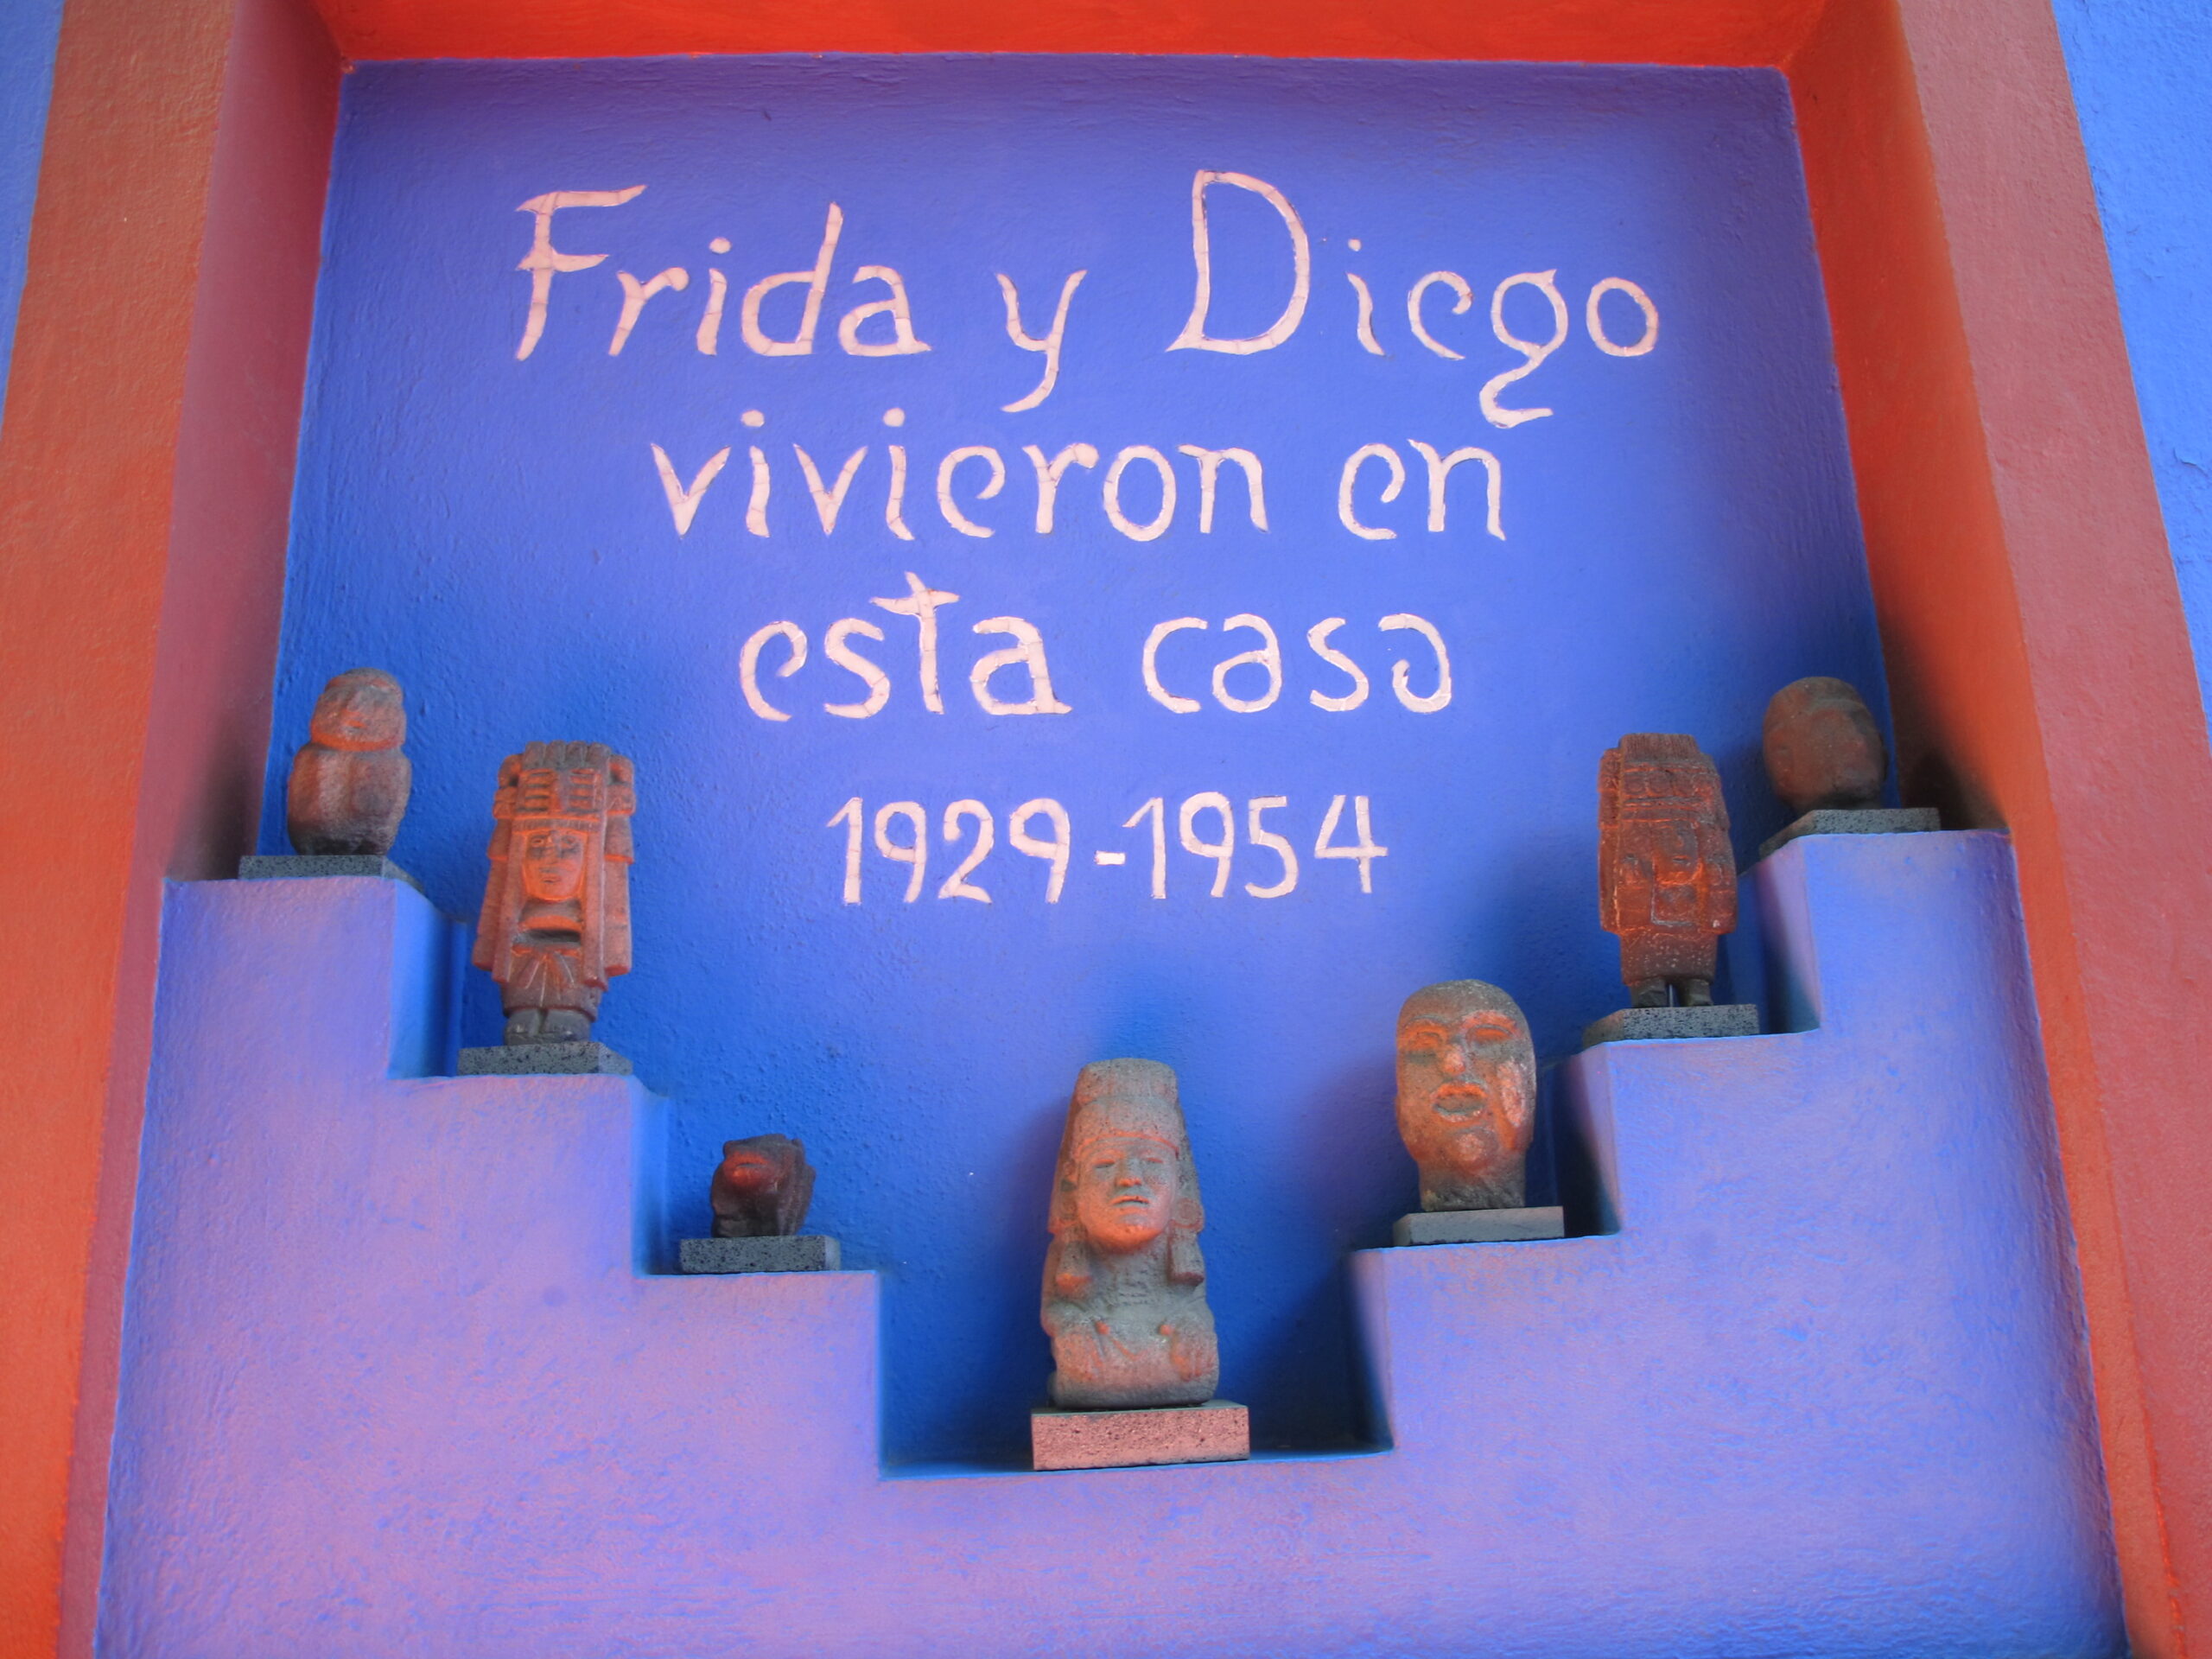 Frida y Diego
vivieron en
esta casa
1929-1954